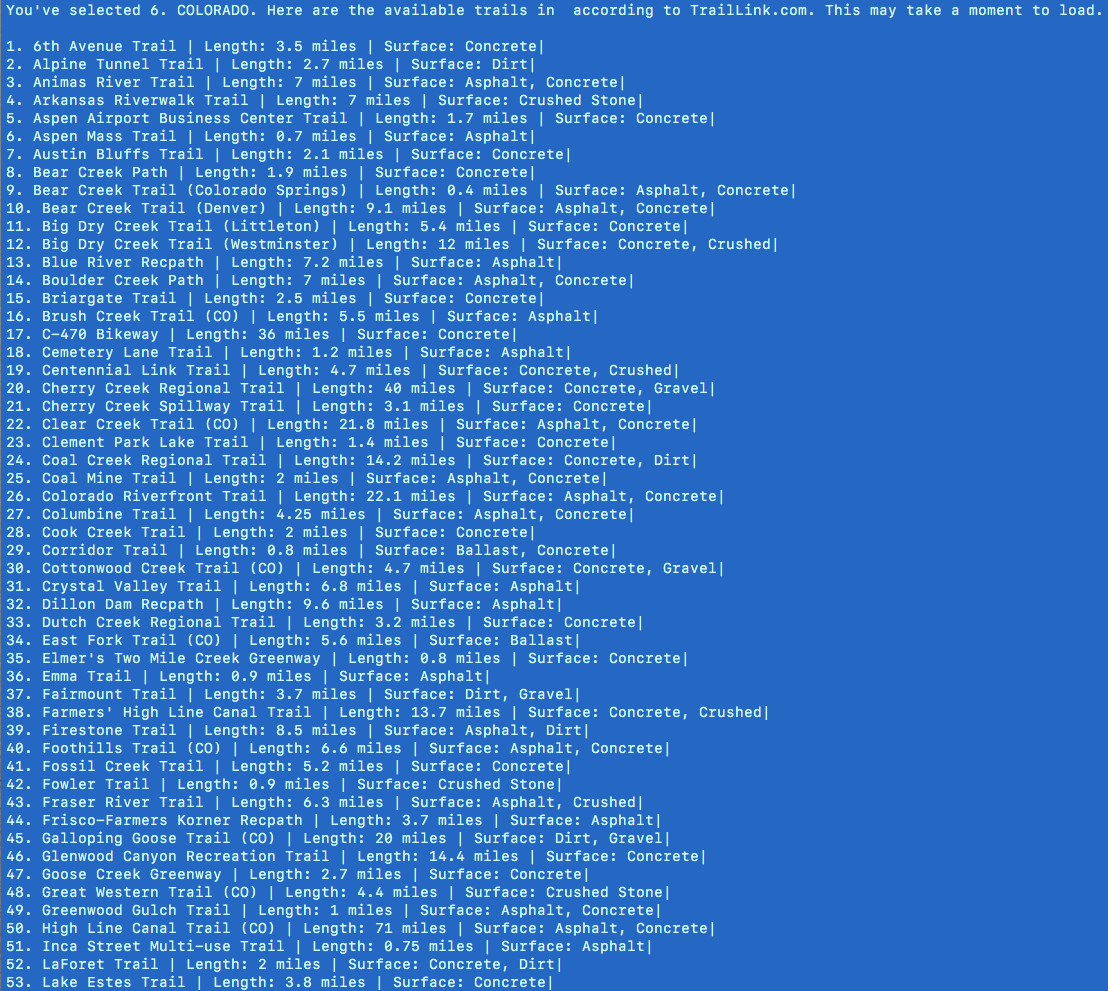 You've selected 6. COLORADO. Here are the available trails in  according to TrailLink.com. This may take a moment to load.
1. 6th Avenue Trail | Length: 3.5 miles | Surface: Concrete|
2. Alpine Tunnel Trail | Length: 2.7 miles | Surface: Dirt|
3. Animas River Trail | Length: 7 miles | Surface: Asphalt, Concrete|
4. Arkansas Riverwalk Trail | Length: 7 miles | Surface: Crushed Stone|
5. Aspen Airport Business Center Trail | Length: 1.7 miles | Surface: Concrete|
6. Aspen Mass Trail | Length: 0.7 miles | Surface: Asphalt|
7. Austin Bluffs Trail | Length: 2.1 miles | Surface: Concrete|
8. Bear Creek Path | Length: 1.9 miles | Surface: Concrete|
9. Bear Creek Trail (Colorado Springs) | Length: 0.4 miles | Surface: Asphalt, Concrete|
10. Bear Creek Trail (Denver) | Length: 9.1 miles | Surface: Asphalt, Concrete|
11. Big Dry Creek Trail (Littleton) | Length: 5.4 miles | Surface: Concrete|
12. Big Dry Creek Trail (Westminster) | Length: 12 miles | Surface: Concrete, Crushed|
13. Blue River Recpath | Length: 7.2 miles | Surface: Asphalt|
14. Boulder Creek Path | Length: 7 miles | Surface: Asphalt, Concrete|
15. Briargate Trail | Length: 2.5 miles | Surface: Concrete|
16. Brush Creek Trail (CO) | Length: 5.5 miles | Surface: Asphalt|
17. C-470 Bikeway | Length: 36 miles | Surface: Concrete|
18. Cemetery Lane Trail | Length: 1.2 miles | Surface: Asphalt|
19. Centennial Link Trail | Length: 4.7 miles | Surface: Concrete, Crushed|
20. Cherry Creek Regional Trail | Length: 40 miles | Surface: Concrete, Gravel|
21. Cherry Creek Spillway Trail | Length: 3.1 miles | Surface: Concrete|
22. Clear Creek Trail (CO) | Length: 21.8 miles | Surface: Asphalt, Concrete|
23. Clement Park Lake Trail | Length: 1.4 miles | Surface: Concrete|
24. Coal Creek Regional Trail | Length: 14.2 miles | Surface: Concrete, Dirt|
25. Coal Mine Trail | Length: 2 miles | Surface: Asphalt, Concrete|
26. Colorado Riverfront Trail | Length: 22.1 miles | Surface: Asphalt, Concrete|
27. Columbine Trail | Length: 4.25 miles | Surface: Asphalt, Concrete|
28. Cook Creek Trail | Length: 2 miles | Surface: Concrete|
29. Corridor Trail | Length: 0.8 miles | Surface: Ballast, Concrete|
30. Cottonwood Creek Trail (CO) | Length: 4.7 miles | Surface: Concrete, Gravel|
31. Crystal Valley Trail | Length: 6.8 miles | Surface: Asphalt|
32. Dillon Dam Recpath | Length: 9.6 miles | Surface: Asphalt|
33. Dutch Creek Regional Trail | Length: 3.2 miles | Surface: Concrete|
34. East Fork Trail (CO) | Length: 5.6 miles | Surface: Ballast|
35. Elmer's Two Mile Creek Greenway | Length: 0.8 miles | Surface: Concrete|
36. Emma Trail | Length: 0.9 miles | Surface: Asphalt|
37. Fairmount Trail | Length: 3.7 miles | Surface: Dirt, Gravel|
38. Farmers' High Line Canal Trail | Length: 13.7 miles | Surface: Concrete, Crushed|
39. Firestone Trail | Length: 8.5 miles | Surface: Asphalt, Dirt|
40. Foothills Trail (CO) | Length: 6.6 miles | Surface: Asphalt, Concrete|
41. Fossil Creek Trail | Length: 5.2 miles | Surface: Concrete|
42. Fowler Trail | Length: 0.9 miles | Surface: Crushed Stone|
43. Fraser River Trail | Length: 6.3 miles | Surface: Asphalt, Crushed|
44. Frisco-Farmers Korner Recpath | Length: 3.7 miles | Surface: Asphalt|
45. Galloping Goose Trail (CO) | Length: 20 miles | Surface: Dirt, Gravel|
46. Glenwood Canyon Recreation Trail | Length: 14.4 miles | Surface: Concrete|
47. Goose Creek Greenway | Length: 2.7 miles | Surface: Concrete|
48. Great Western Trail (CO) | Length: 4.4 miles | Surface: Crushed Stone|
49. Greenwood Gulch Trail | Length: 1 miles | Surface: Asphalt, Concrete|
50. High Line Canal Trail (CO) | Length: 71 miles | Surface: Asphalt, Concrete|
51. Inca Street Multi-use Trail | Length: 0.75 miles | Surface: Asphalt|
52. LaForet Trail | Length: 2 miles | Surface: Concrete, Dirt|
53. Lake Estes Trail | Length: 3.8 miles | Surface: Concrete|